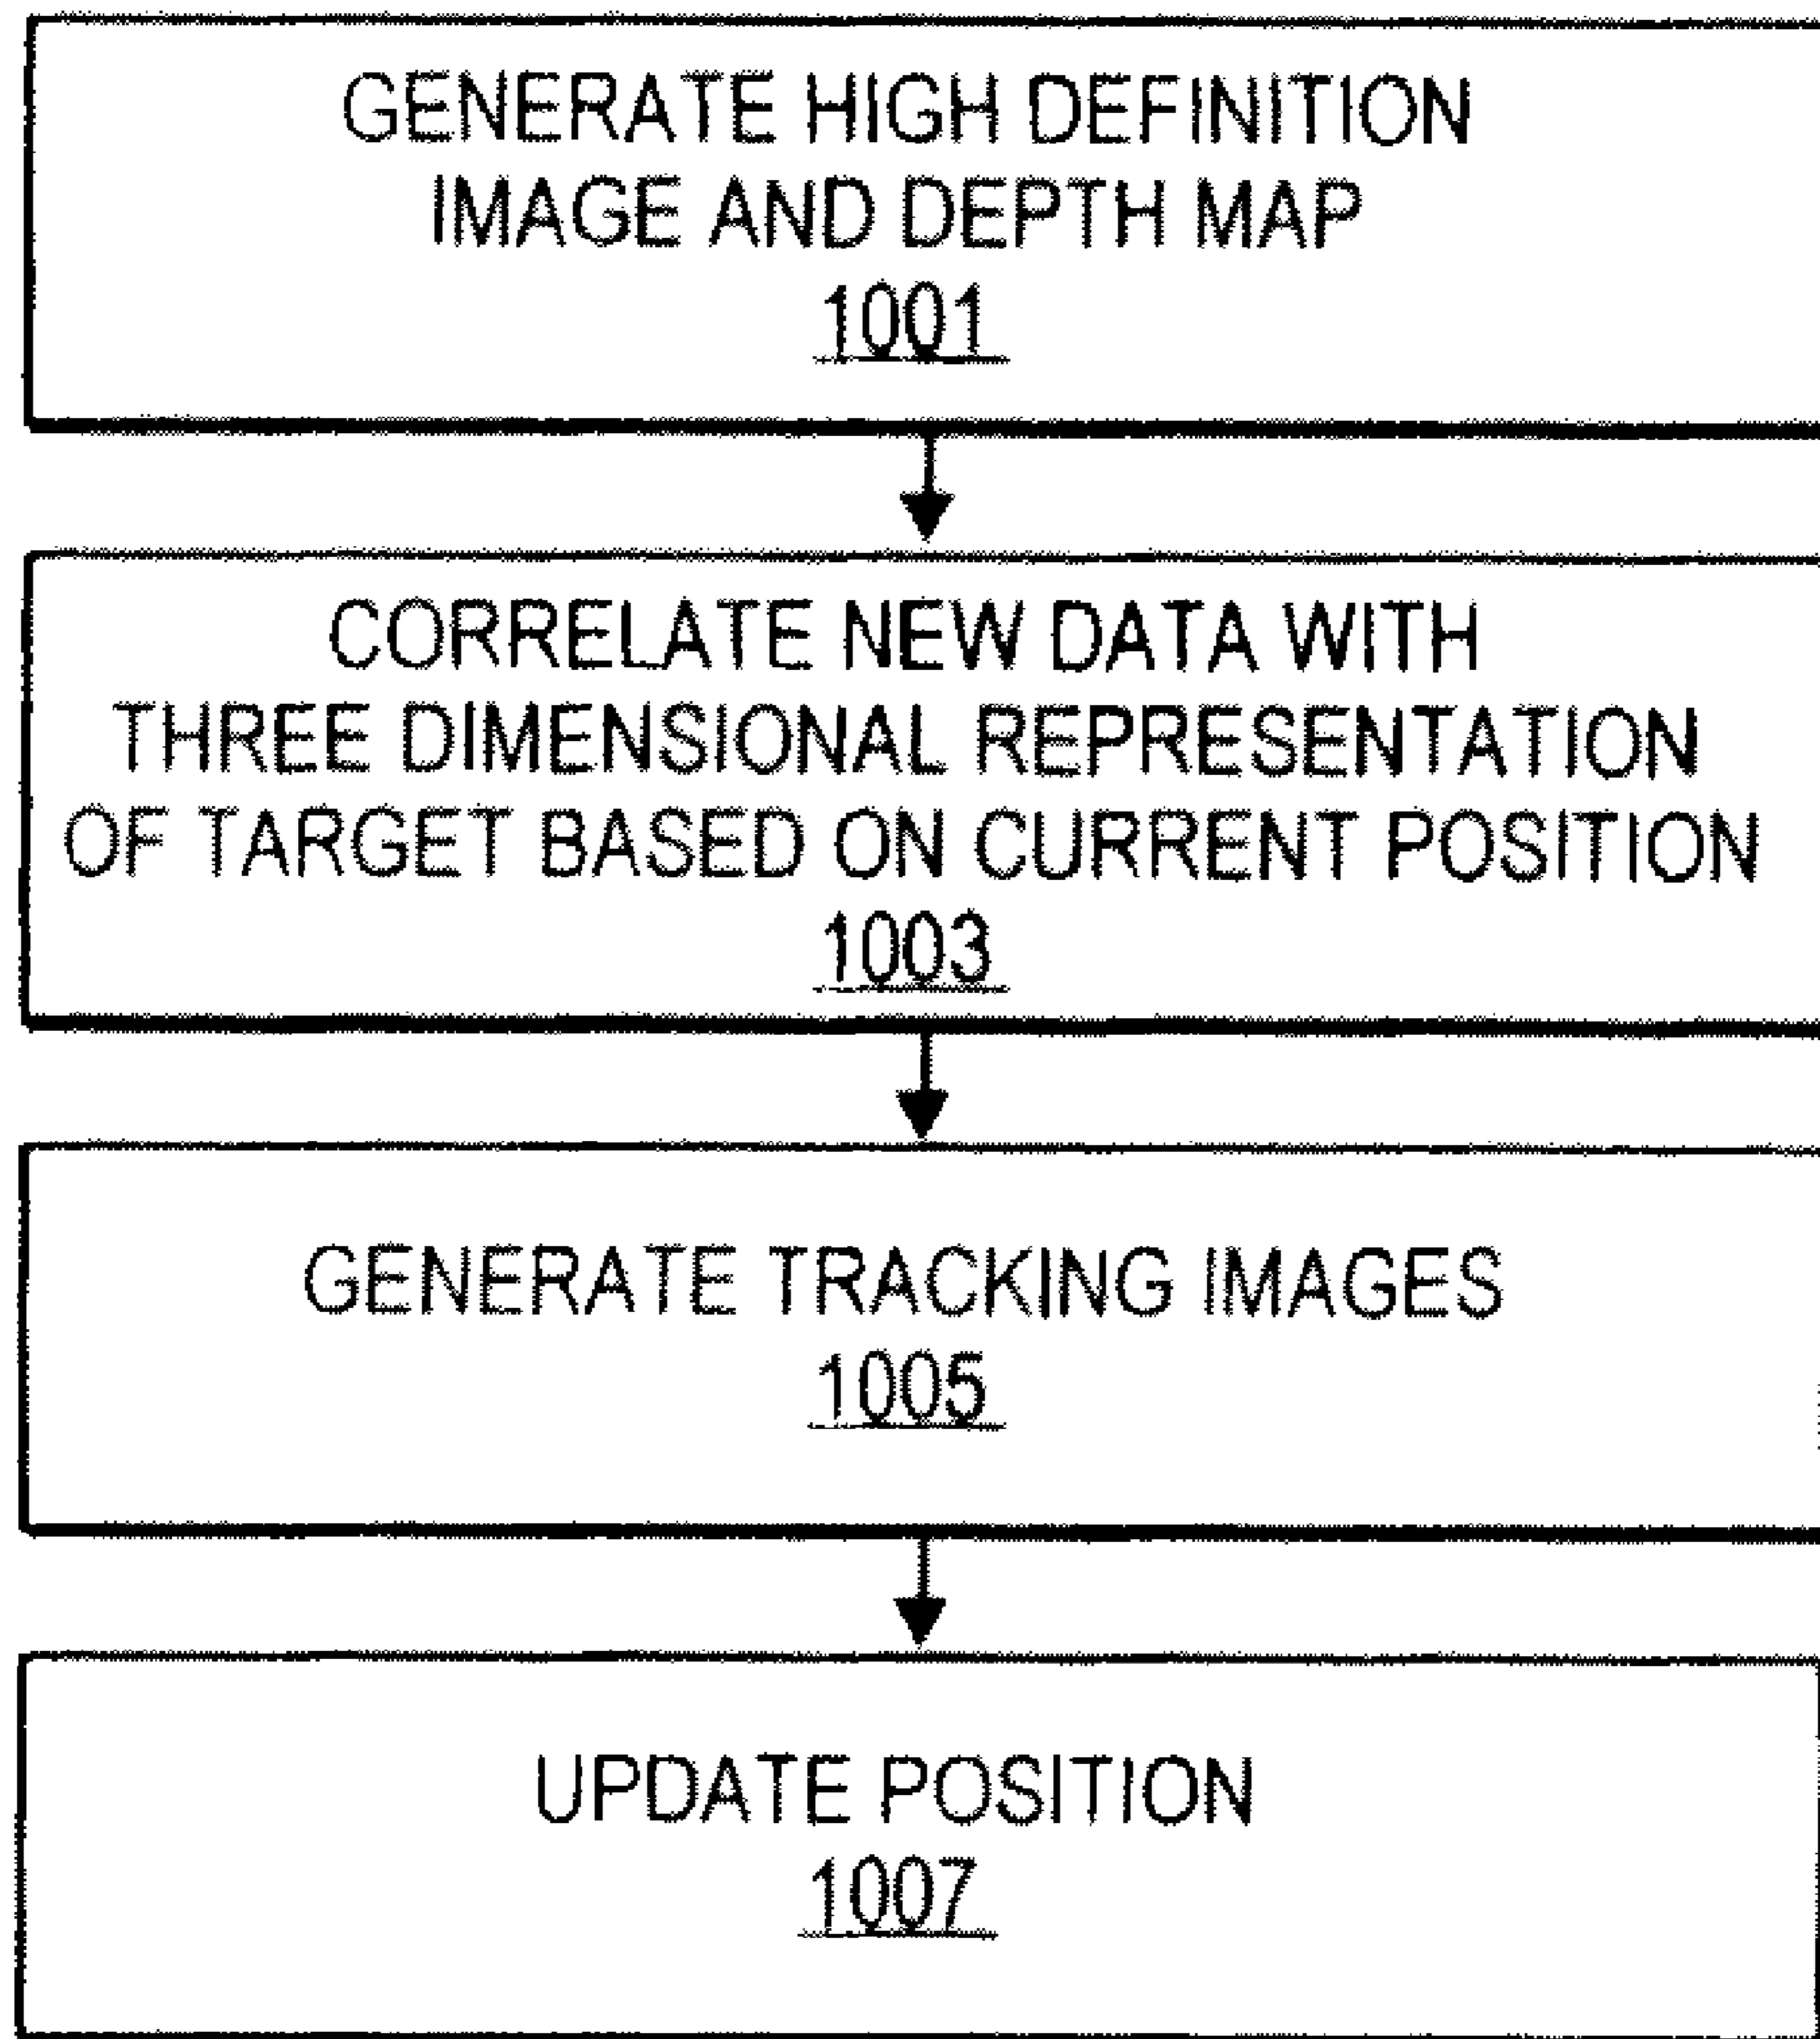 GENERATE HIGH DEFINITION
IMAGE AND DEPTH MAP
1001
CORRELATE NEW DATA WITH
THREE DIMENSIONAL REPRESENTATION
OF TARGET BASED ON CURRENT POSITION
1003
GENERATE TRACKING IMAGES
1005
UPDATE POSITION
1007